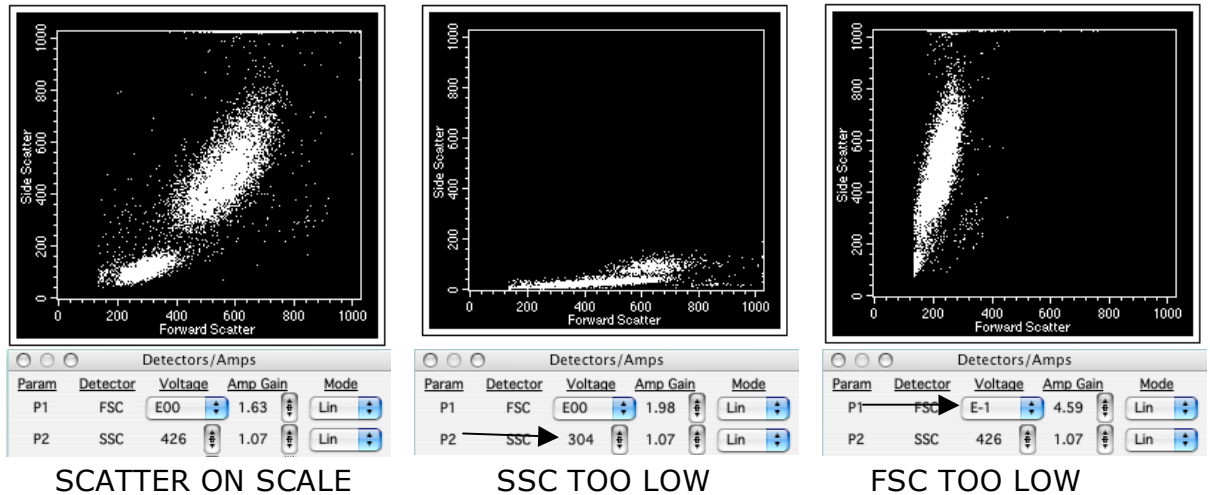 1000
800
600
400
200
0
Side Scatter
0 200 400 600 800 1000
Forward Scatter
Detectors/Amps
Param Detector Voltage Amp Gain Mode
P1 FSC E00 1.63 Lin
P2 SSC 426 1.07 Lin
SCATTER ON SCALE
1000
800
600
400
200
0
Side Scatter
0 200 400 600 800 1000
Forward Scatter
Detectors/Amps
Param Detector Voltage Amp Gain Mode
P1 FSC E00 1.98 Lin
P2 SSC 304 1.07 Lin
SSC TOO LOW
1000
800
600
400
200
0
Side Scatter
0 200 400 600 800 1000
Forward Scatter
Detectors/Amps
Param Detector Voltage Amp Gain Mode
P1 FSC E-1 4.59 Lin
P2 SSC 426 1.07 Lin
FSC TOO LOW